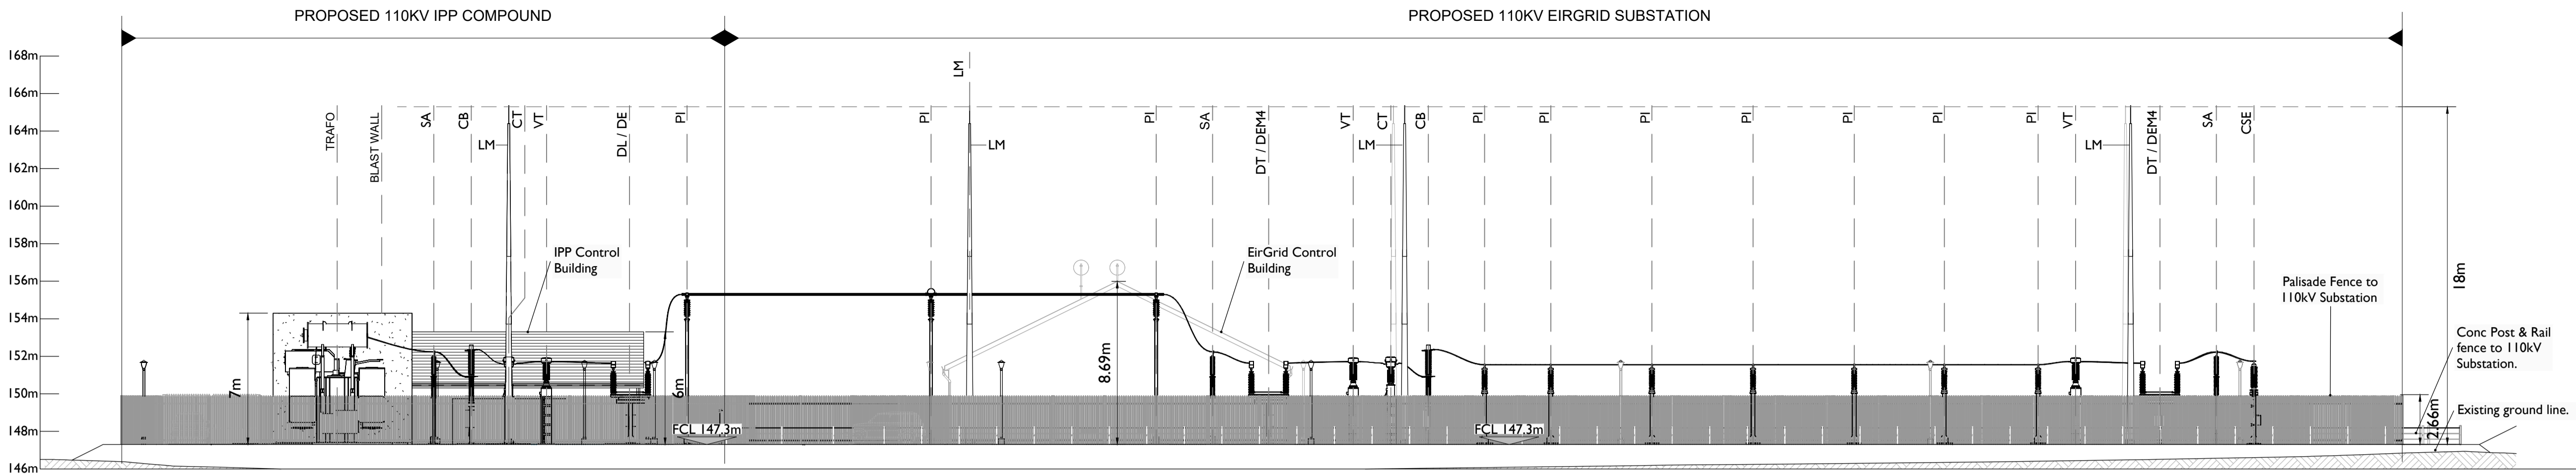 PROPOSED 110KV IPP COMPOUND
PROPOSED 110KV EIRGRID SUBSTATION
168m
166m
164m
162m
160m
158m
156m
154m
152m
150m
148m
146m
TRAFO
BLAST WALL
SA
CB
LM
CT
VT
DL / DE
PI
PI
LM
LM
PI
SA
DT / DEM4
VT
LM
CT
CB
PI
PI
PI
PI
PI
PI
PI
VT
LM
DT / DEM4
SA
CSE
IPP Control
Building
EirGrid Control
Building
Palisade Fence to
110kV Substation
Conc Post & Rail
fence to 110kV
Substation.
Existing ground line.
7m
6m
8.69m
18m
2.66m
FCL 147.3m
FCL 147.3m